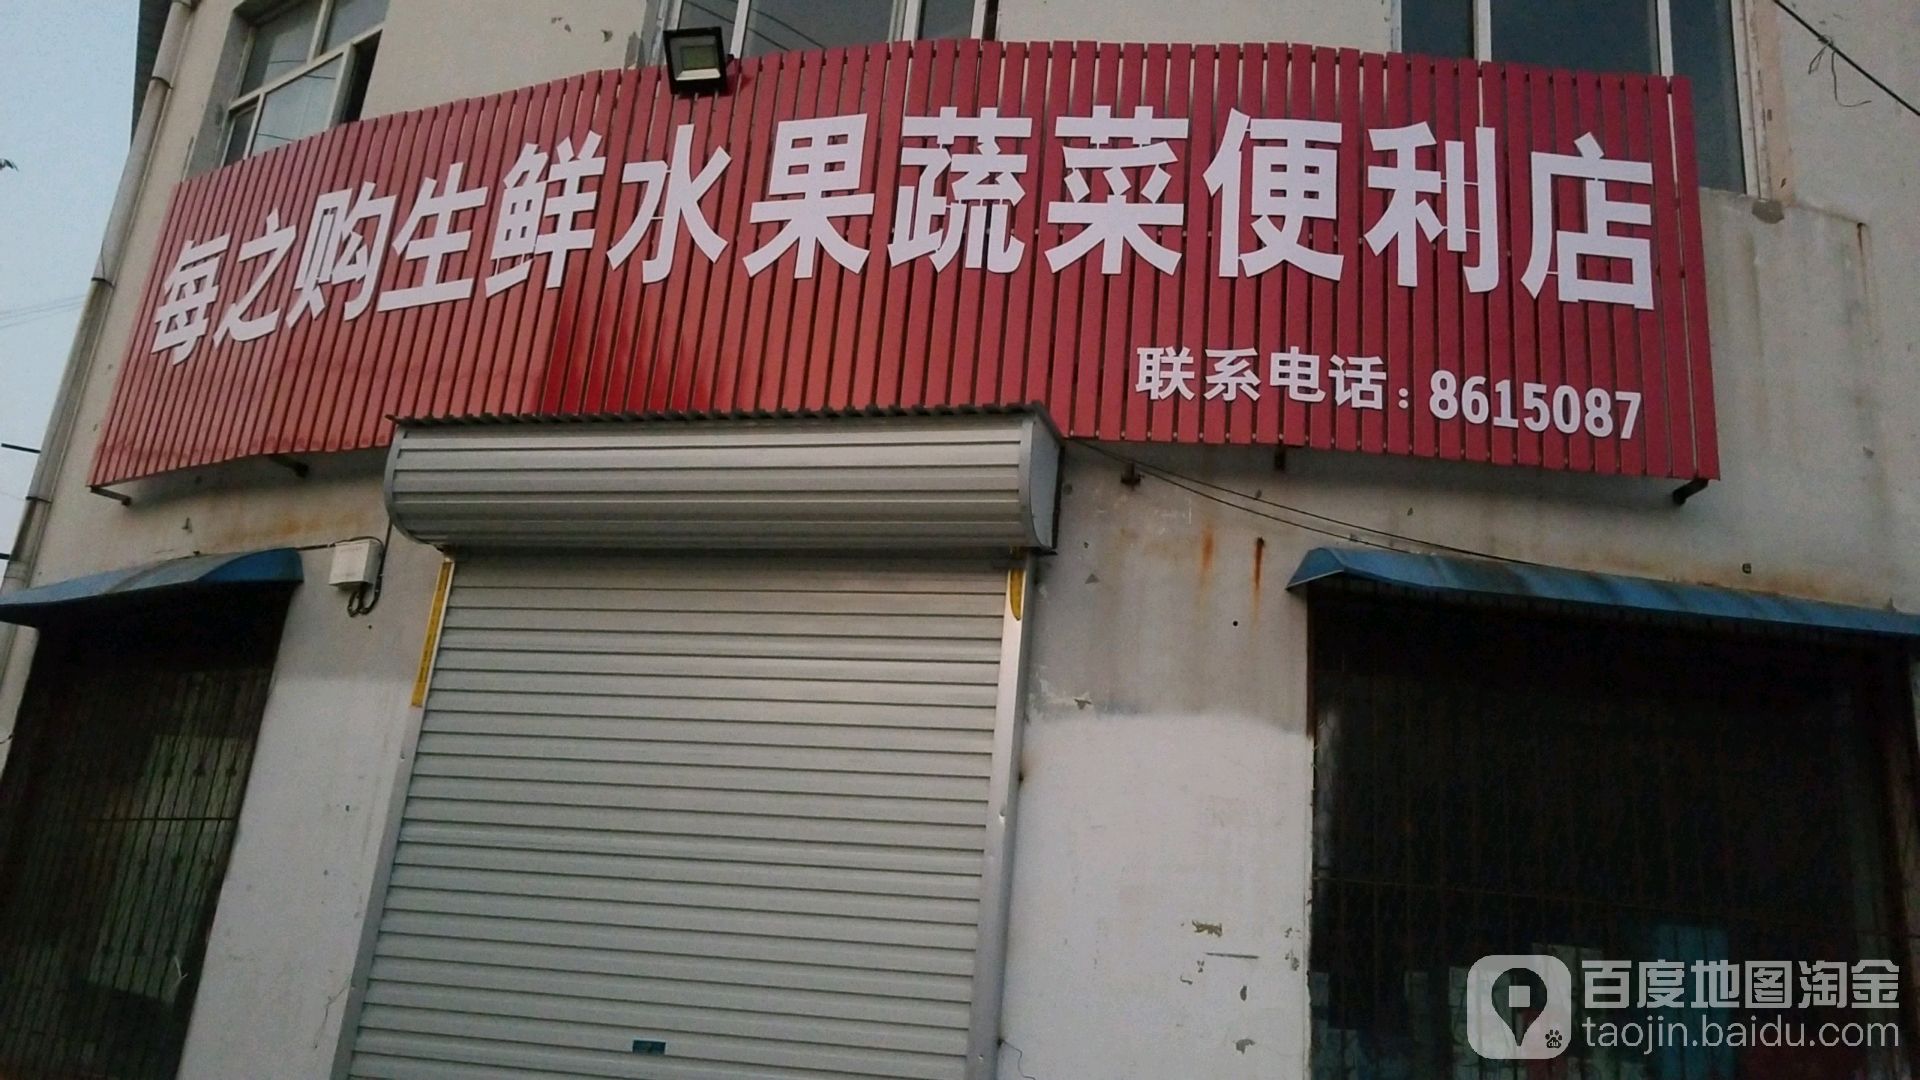 每之购生鲜水果蔬菜便利店
联系电话：8615087
百度地图淘金
taojin.baidu.com